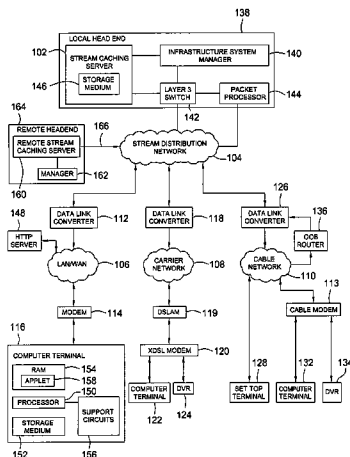 138
LOCAL HEAD END
102
STREAM CACHING SERVER
146
STORAGE MEDIUM
INFRASTRUCTURE SYSTEM MANAGER
140
LAYER 3 SWITCH
142
PACKET PROCESSOR
144
164
REMOTE HEADEND
166
REMOTE STREAM CACHING SERVER
160
MANAGER
162
STREAM DISTRIBUTION NETWORK
104
126
DATA LINK CONVERTER
112
DATA LINK CONVERTER
118
DATA LINK CONVERTER
136
148
HTTP SERVER
OOB ROUTER
LAN/WAN
106
CARRIER NETWORK
108
CABLE NETWORK
110
113
MODEM
114
DSLAM
119
CABLE MODEM
116
COMPUTER TERMINAL
RAM
154
APPLET
158
150
PROCESSOR
SUPPORT CIRCUITS
STORAGE MEDIUM
152
156
XDSL MODEM
120
COMPUTER TERMINAL
122
DVR
124
128
SET TOP TERMINAL
132
COMPUTER TERMINAL
134
DVR